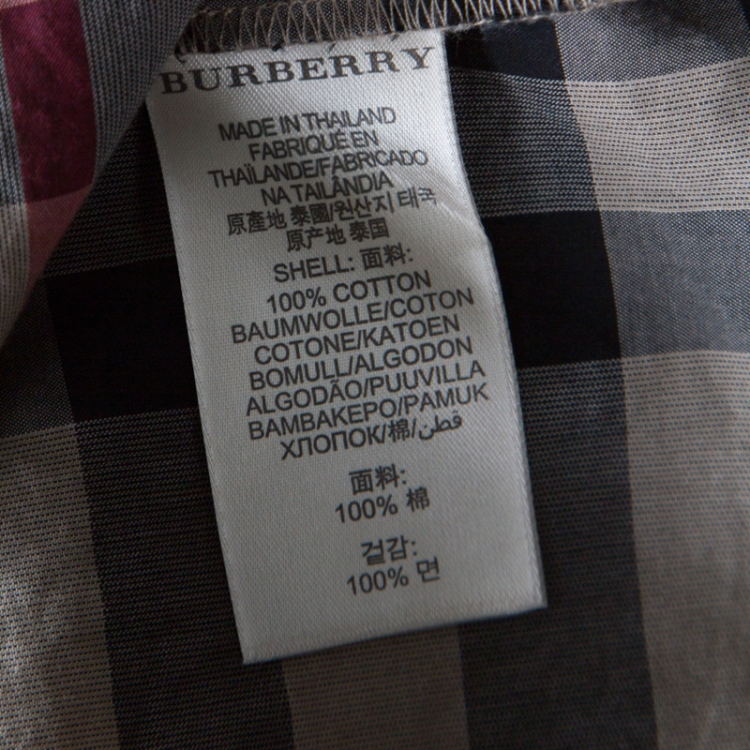 BURBERRY
MADE IN THAILAND
FABRIQUÉ EN
THAÏLANDE/FABRICADO
NA TAILÂNDIA
原產地 泰國/원산지 태국
原产地 泰国
SHELL: 面料:
100% COTTON
BAUMWOLLE/COTON
COTONE/KATOEN
BOMULL/ALGODON
ALGODÃO/PUUVILLA
BAMBAKEPO/PAMUK
ХЛОПОК/棉/قطن
面料:
100% 棉
겉감:
100% 면